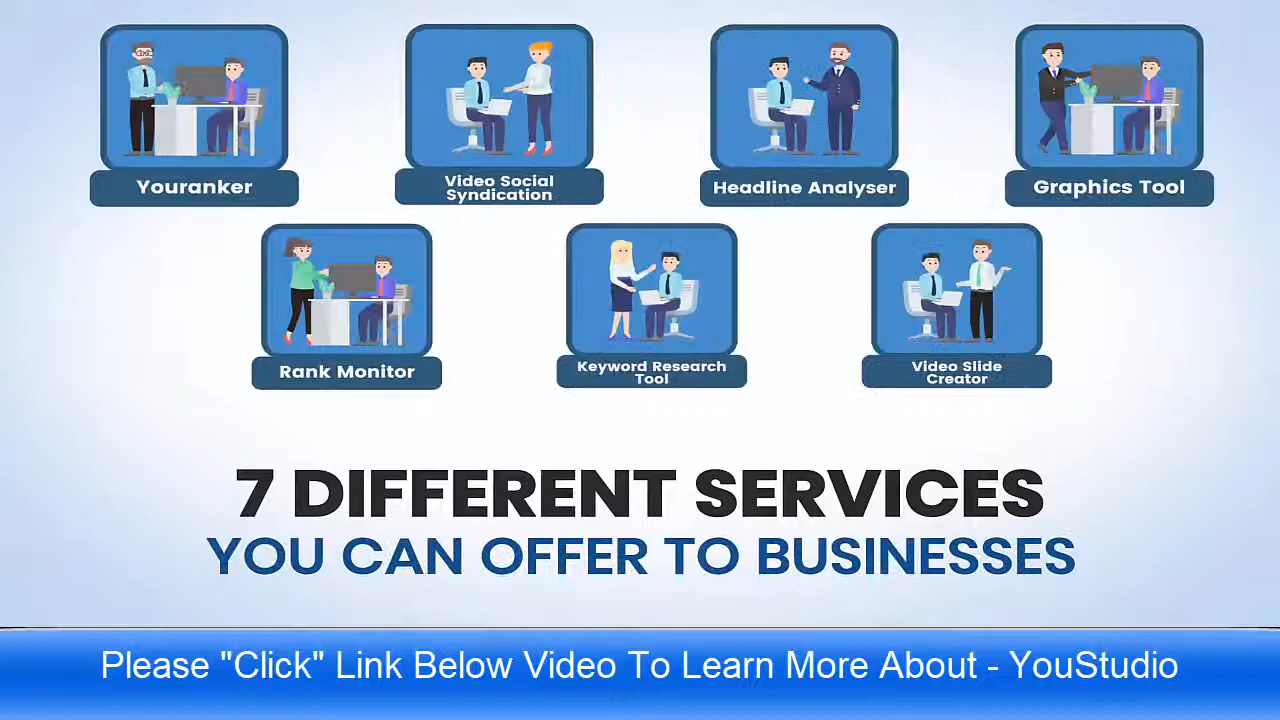 Youranker
Video Social
Syndication
Headline Analyser
Graphics Tool
Rank Monitor
Keyword Research
Tool
Video Slide
Creator
7 DIFFERENT SERVICES
YOU CAN OFFER TO BUSINESSES
Please "Click" Link Below Video To Learn More About - YouStudio